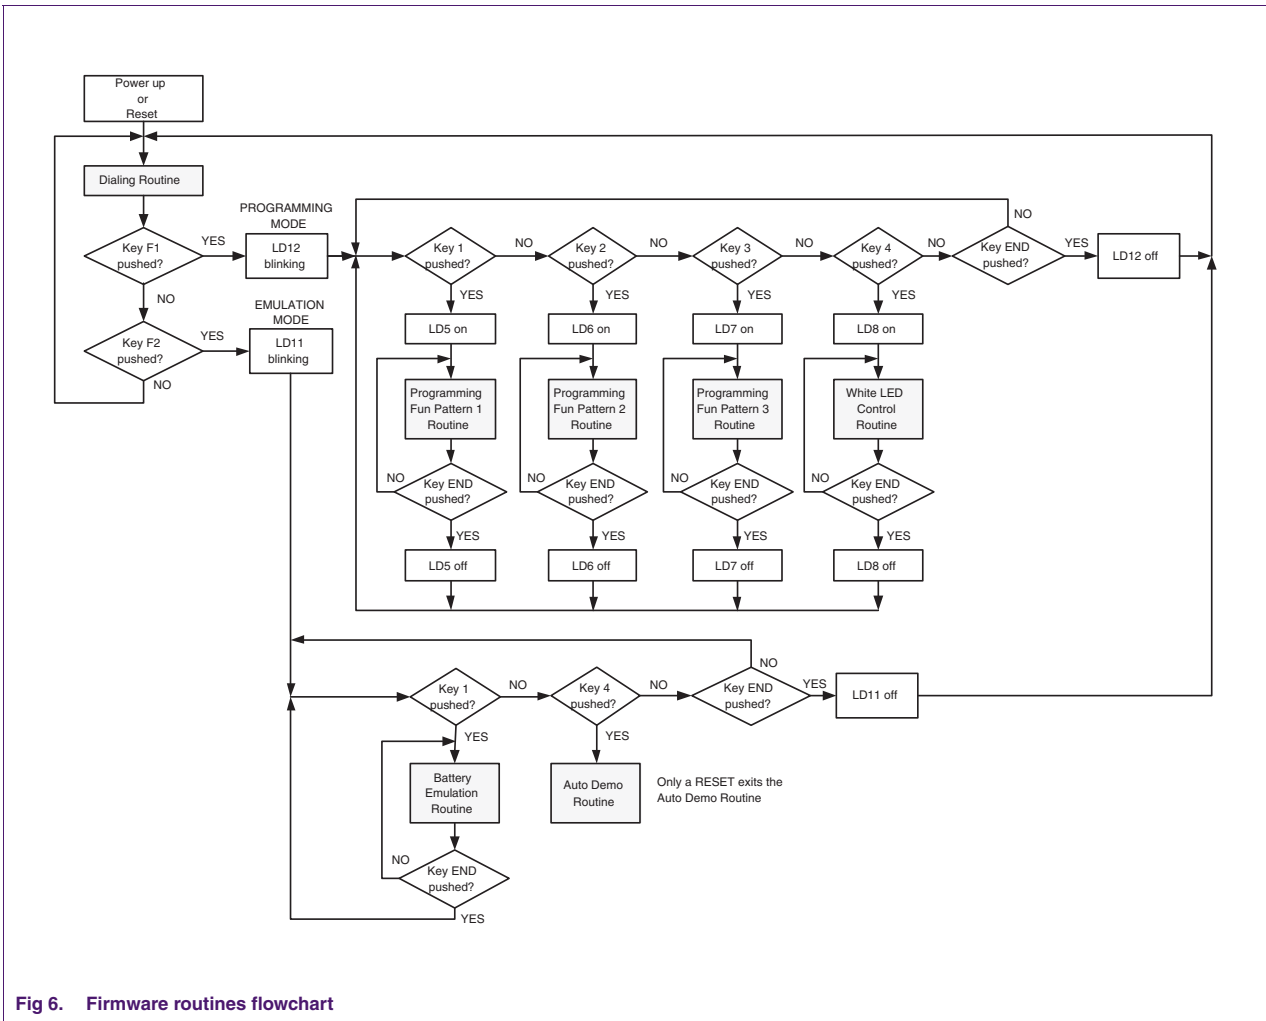 Power up
or
Reset
Dialing Routine
Key F1
pushed?
YES
NO
PROGRAMMING
MODE
LD12
blinking
Key F2
pushed?
YES
NO
EMULATION
MODE
LD11
blinking
Key 1
pushed?
NO
YES
LD5 on
Programming
Fun Pattern 1
Routine
Key END
pushed?
NO
YES
LD5 off
Key 2
pushed?
NO
YES
LD6 on
Programming
Fun Pattern 2
Routine
Key END
pushed?
NO
YES
LD6 off
Key 3
pushed?
NO
YES
LD7 on
Programming
Fun Pattern 3
Routine
Key END
pushed?
NO
YES
LD7 off
Key 4
pushed?
NO
YES
LD8 on
White LED
Control
Routine
Key END
pushed?
NO
YES
LD8 off
Key END
pushed?
NO
YES
LD12 off
Key 1
pushed?
NO
YES
Battery
Emulation
Routine
Key END
pushed?
NO
YES
Key 4
pushed?
NO
YES
Auto Demo
Routine
Only a RESET exits the
Auto Demo Routine
Key END
pushed?
NO
YES
LD11 off
Fig 6. Firmware routines flowchart